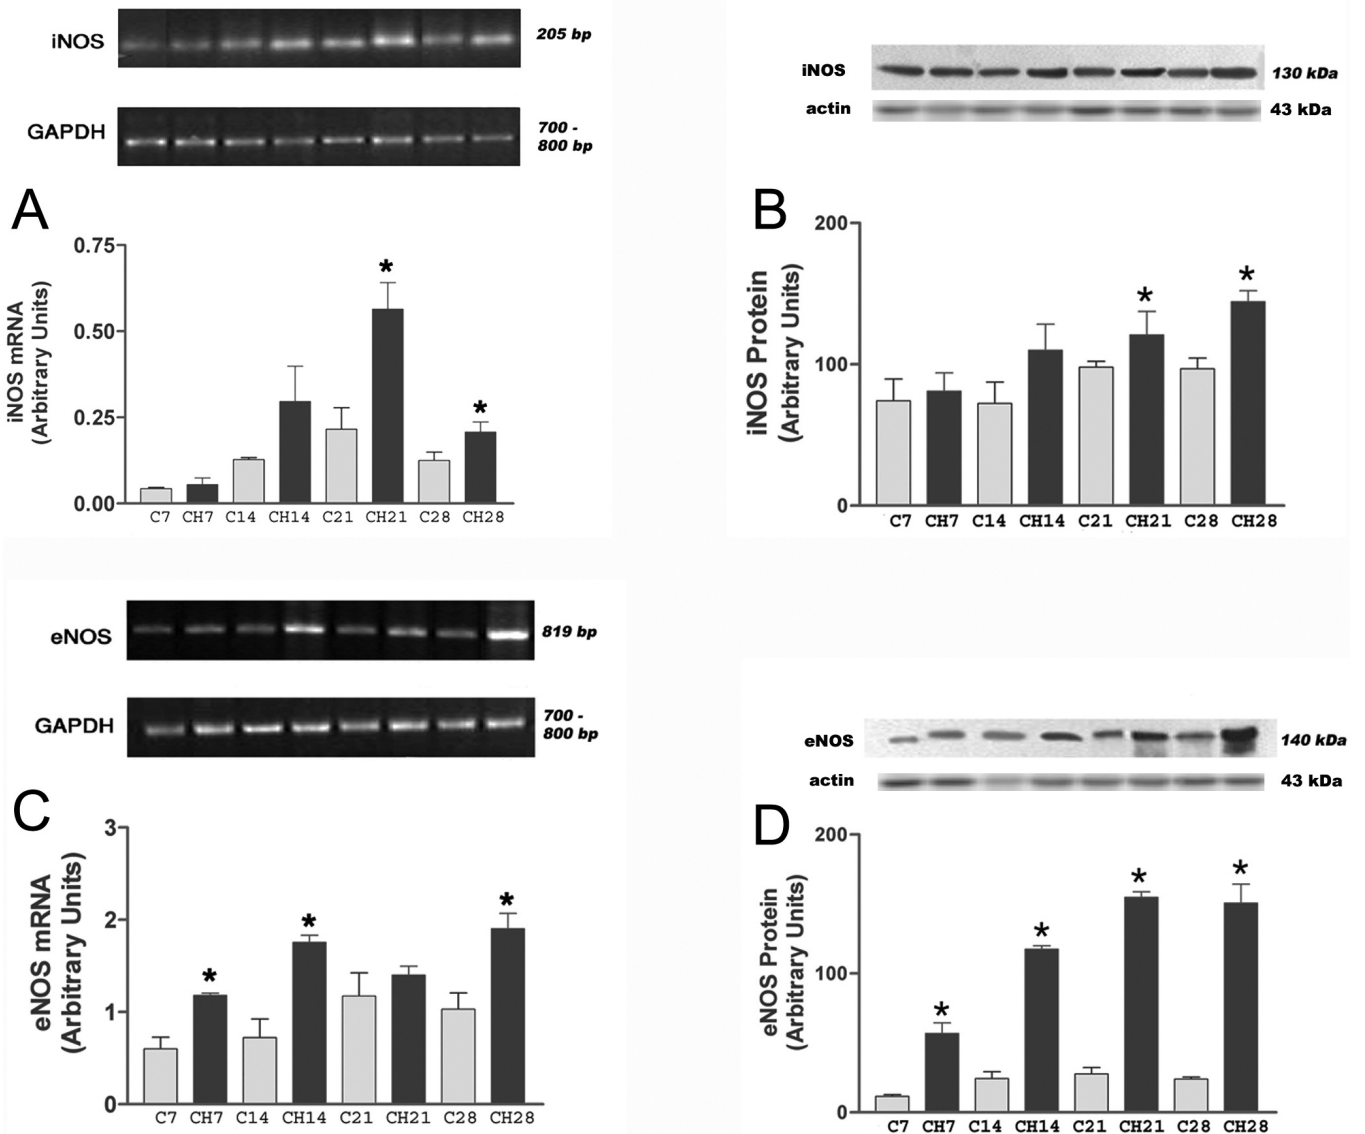 iNOS
205 bp
GAPDH
700 -
800 bp
A
iNOS mRNA
(Arbitrary Units)
0.75
0.50
0.25
0.00
*
*
C7 CH7 C14 CH14 C21 CH21 C28 CH28
iNOS
130 kDa
actin
43 kDa
B
iNOS Protein
(Arbitrary Units)
200
100
0
*
*
C7 CH7 C14 CH14 C21 CH21 C28 CH28
eNOS
819 bp
GAPDH
700 -
800 bp
C
eNOS mRNA
(Arbitrary Units)
3
2
1
0
*
*
*
C7 CH7 C14 CH14 C21 CH21 C28 CH28
eNOS
140 kDa
actin
43 kDa
D
eNOS Protein
(Arbitrary Units)
200
100
0
*
*
*
*
C7 CH7 C14 CH14 C21 CH21 C28 CH28